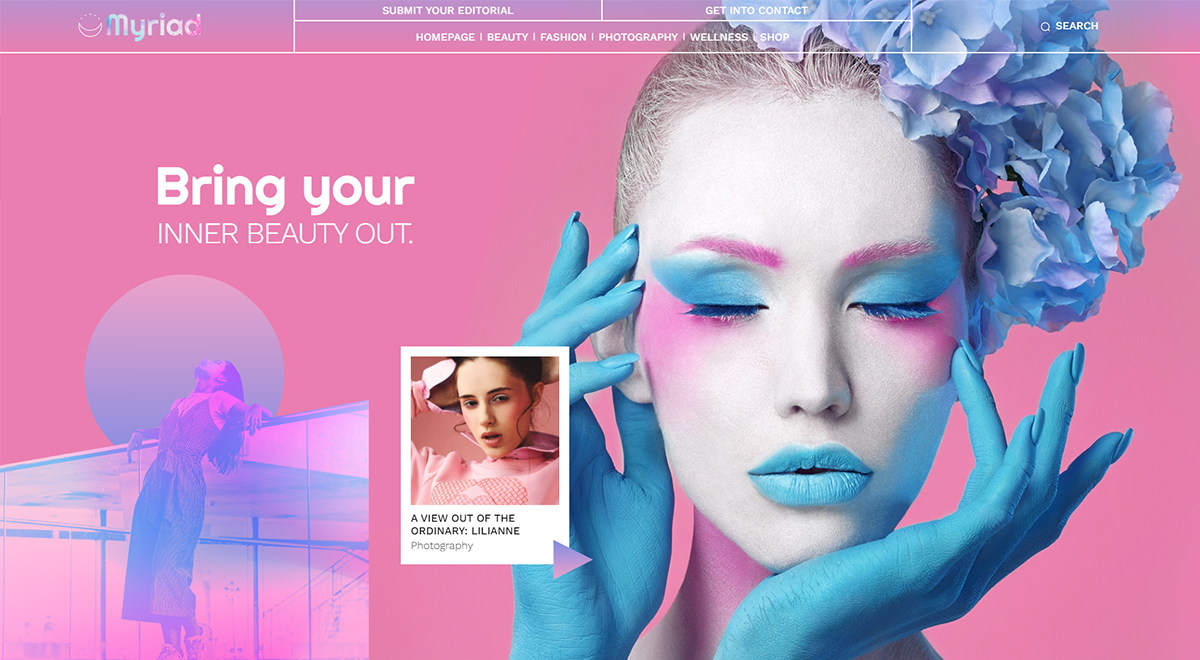 Myriad
SUBMIT YOUR EDITORIAL
GET INTO CONTACT
HOMEPAGE | BEAUTY | FASHION | PHOTOGRAPHY | WELLNESS | SHOP
SEARCH
Bring your
INNER BEAUTY OUT.
A VIEW OUT OF THE
ORDINARY: LILIANNE
Photography